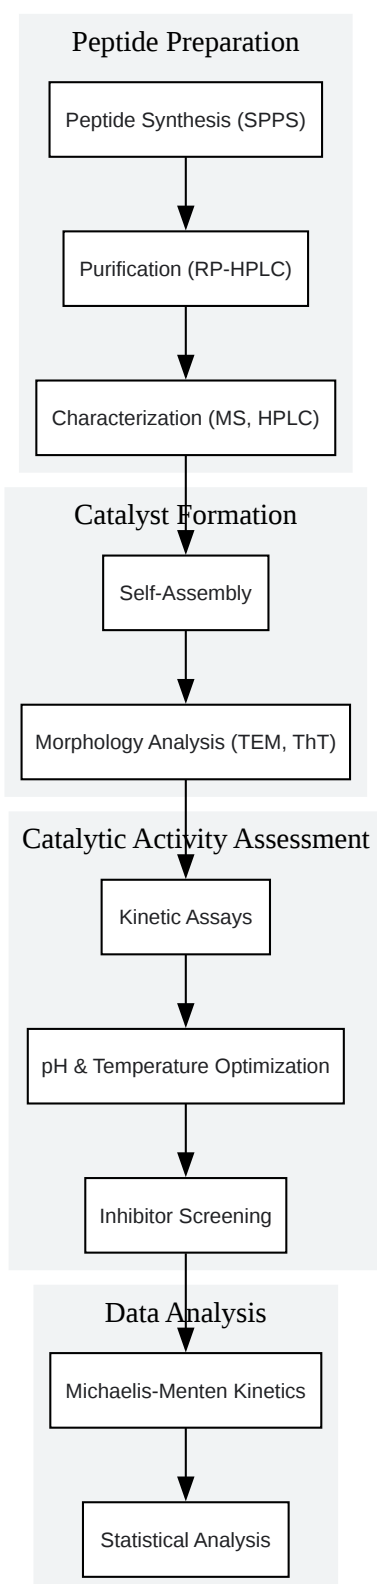 Peptide Preparation
Peptide Synthesis (SPPS)
Purification (RP-HPLC)
Characterization (MS, HPLC)
Catalyst Formation
Self-Assembly
Morphology Analysis (TEM, ThT)
Catalytic Activity Assessment
Kinetic Assays
pH & Temperature Optimization
Inhibitor Screening
Data Analysis
Michaelis-Menten Kinetics
Statistical Analysis